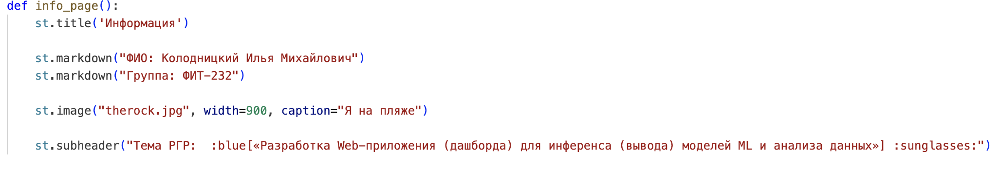 def info_page():
st.title('Информация')
st.markdown("ФИО: Колодницкий Илья Михайлович")
st.markdown("Группа: ФИТ-232")
st.image("therock.jpg", width=900, caption="Я на пляже")
st.subheader("Тема РГР:  :blue[«Разработка Web-приложения (дашборда) для инференса (вывода) моделей ML и анализа данных»] :sunglasses:")